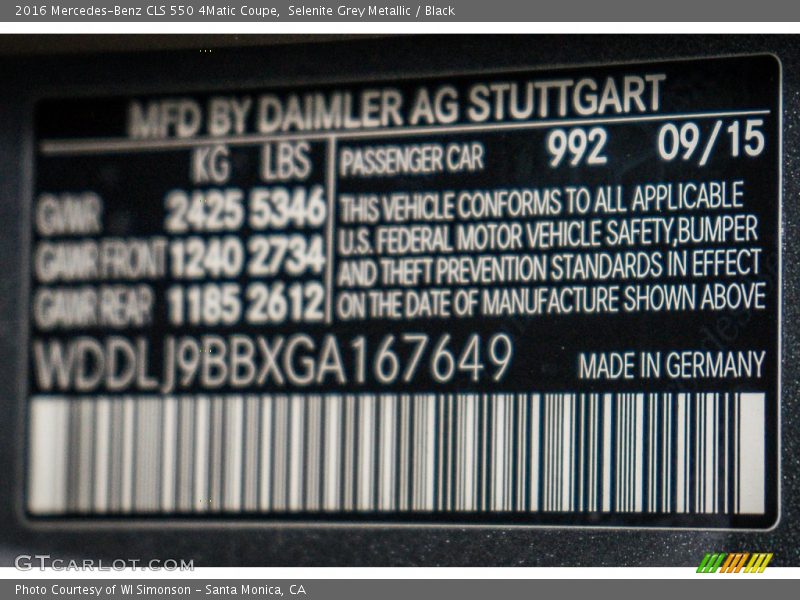 2016 Mercedes-Benz CLS 550 4Matic Coupe, Selenite Grey Metallic / Black
MFD BY DAIMLER AG STUTTGART
KG LBS
GVWR 2425 5346
GAWR FRONT 1240 2734
GAWR REAR 1185 2612
PASSENGER CAR 992 09/15
THIS VEHICLE CONFORMS TO ALL APPLICABLE
U.S. FEDERAL MOTOR VEHICLE SAFETY,BUMPER
AND THEFT PREVENTION STANDARDS IN EFFECT
ON THE DATE OF MANUFACTURE SHOWN ABOVE
WDDLJ9BBXGA167649
MADE IN GERMANY
GTCARLOT.COM
Photo Courtesy of WI Simonson - Santa Monica, CA